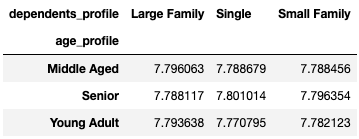 dependents_profile Large Family Single Small Family
age_profile
Middle Aged 7.796063 7.788679 7.788456
Senior 7.788117 7.801014 7.796354
Young Adult 7.793638 7.770795 7.782123